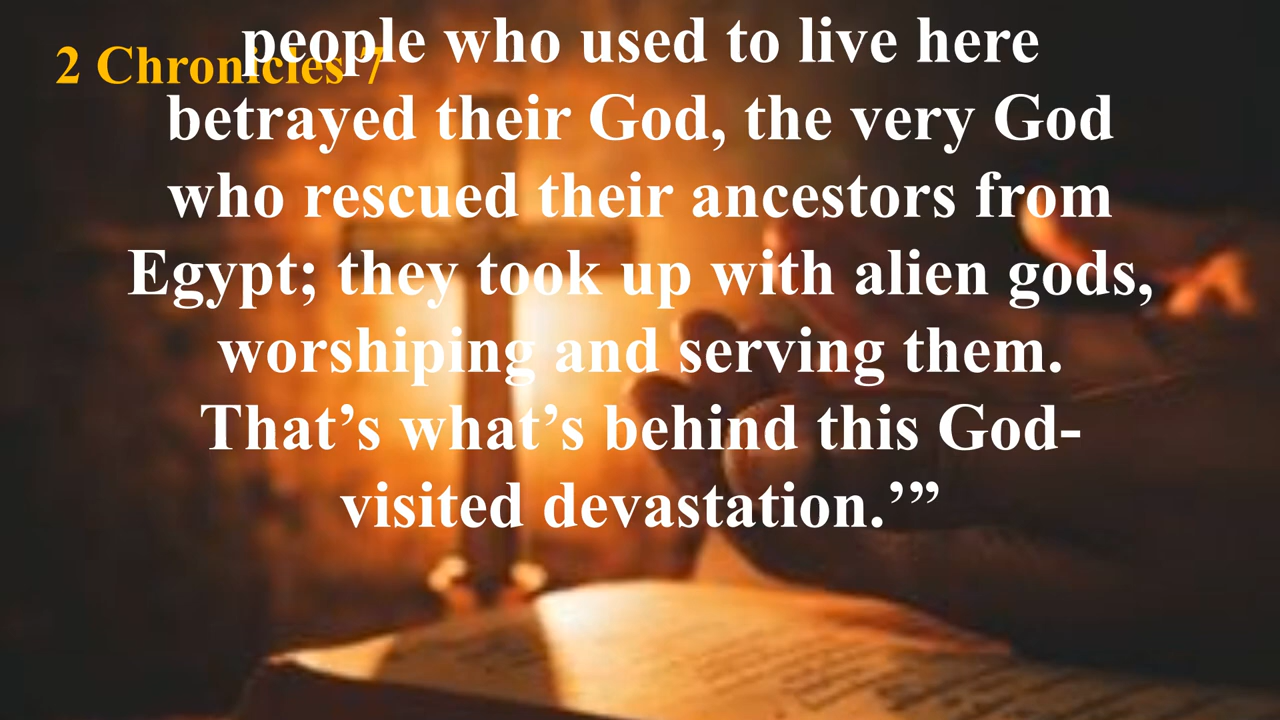 2 Chronicles 7
people who used to live here
betrayed their God, the very God
who rescued their ancestors from
Egypt; they took up with alien gods,
worshiping and serving them.
That’s what’s behind this God-
visited devastation.’”